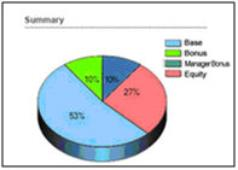 Summary
Base
Bonus
ManagerBonus
Equity
10%
10%
27%
53%